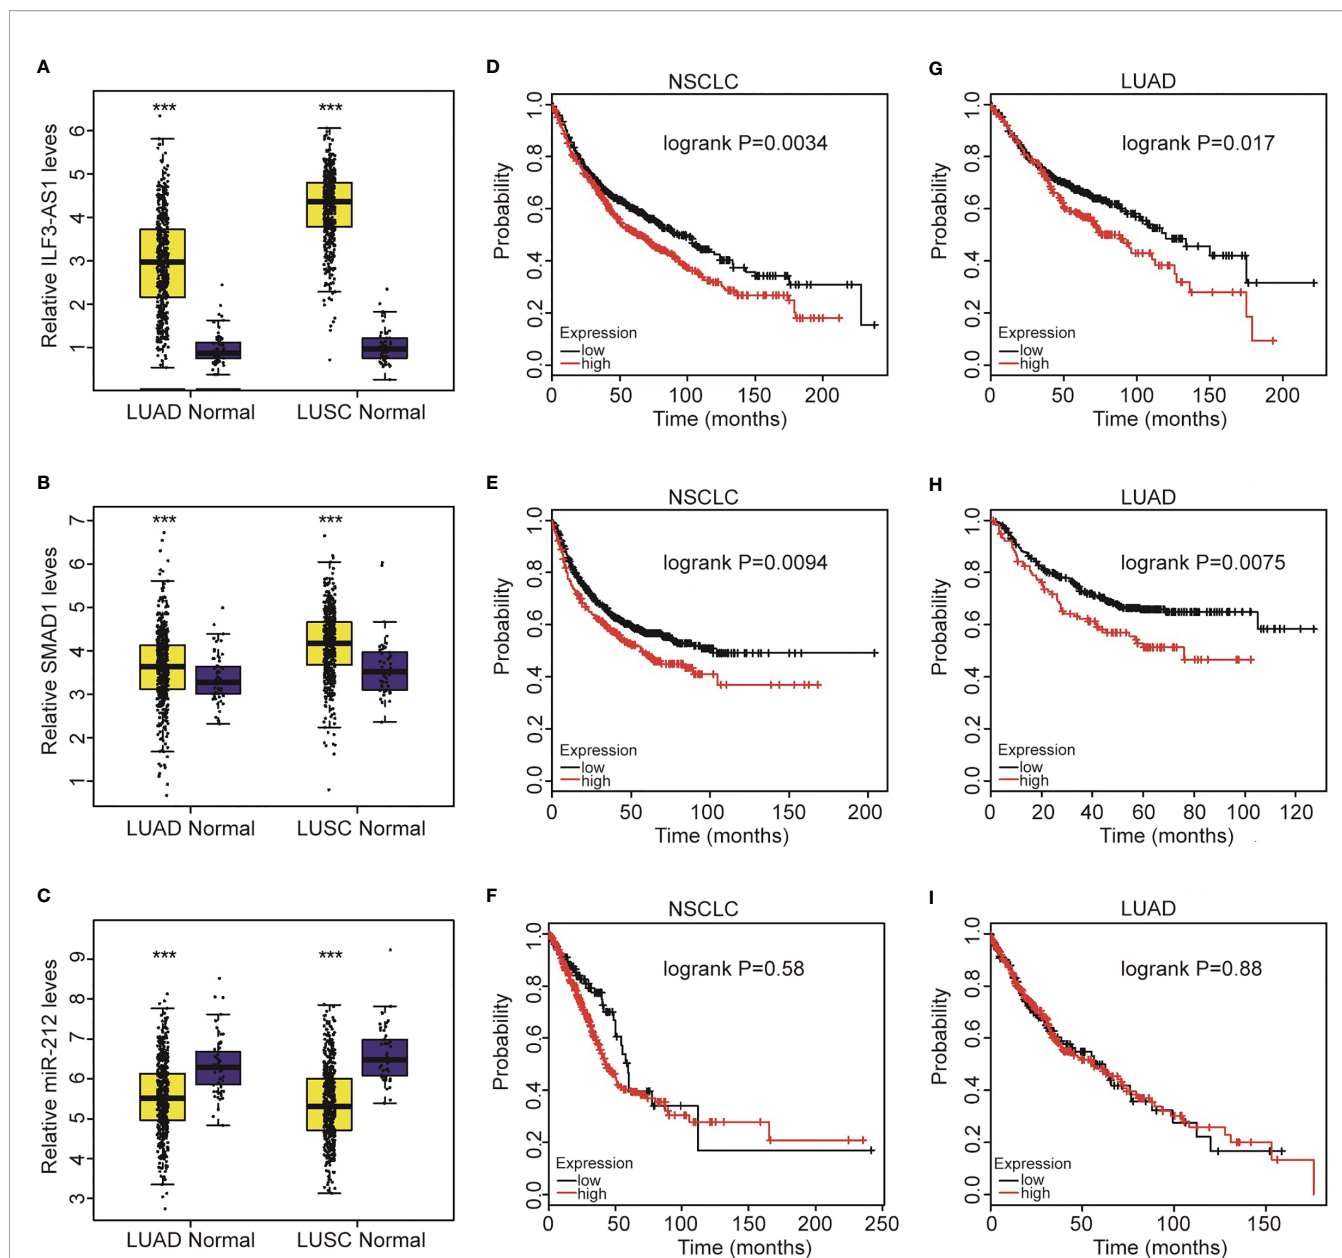 A
***
***
Relative ILF3-AS1 leves
6
5
4
3
2
1
LUAD Normal
LUSC Normal
B
***
***
Relative SMAD1 leves
7
6
5
4
3
2
1
LUAD Normal
LUSC Normal
C
***
***
Relative miR-212 leves
9
8
7
6
5
4
3
LUAD Normal
LUSC Normal
D
NSCLC
logrank P=0.0034
Probability
1.0
0.8
0.6
0.4
0.2
0.0
Expression
low
high
0 50 100 150 200
Time (months)
E
NSCLC
logrank P=0.0094
Probability
1.0
0.8
0.6
0.4
0.2
0.0
Expression
low
high
0 50 100 150 200
Time (months)
F
NSCLC
logrank P=0.58
Probability
1.0
0.8
0.6
0.4
0.2
0.0
Expression
low
high
0 50 100 150 200 250
Time (months)
G
LUAD
logrank P=0.017
Probability
1.0
0.8
0.6
0.4
0.2
0.0
Expression
low
high
0 50 100 150 200
Time (months)
H
LUAD
logrank P=0.0075
Probability
1.0
0.8
0.6
0.4
0.2
0.0
Expression
low
high
0 20 40 60 80 100 120
Time (months)
I
LUAD
logrank P=0.88
Probability
1.0
0.8
0.6
0.4
0.2
0.0
Expression
low
high
0 50 100 150
Time (months)